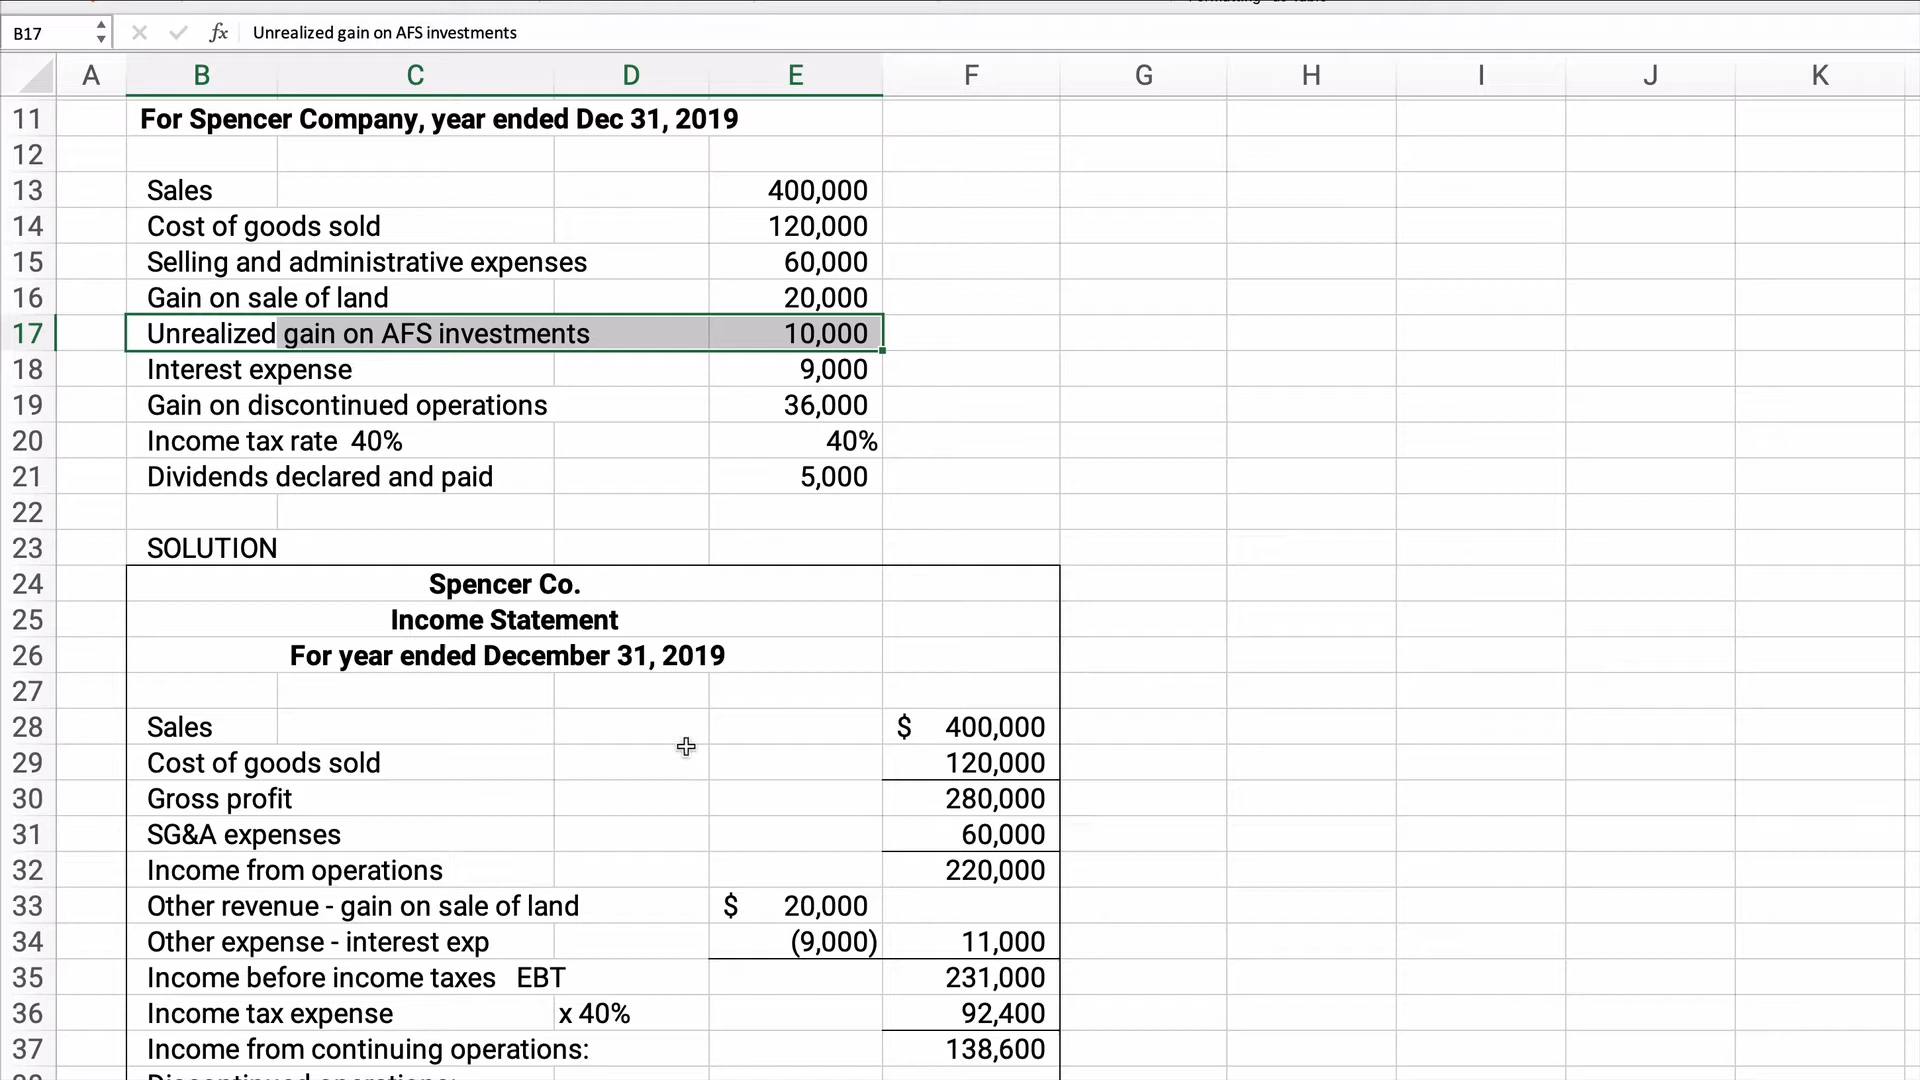 B17 fx Unrealized gain on AFS investments
A B C D E F G H I J K
11 For Spencer Company, year ended Dec 31, 2019
12
13 Sales 400,000
14 Cost of goods sold 120,000
15 Selling and administrative expenses 60,000
16 Gain on sale of land 20,000
17 Unrealized gain on AFS investments 10,000
18 Interest expense 9,000
19 Gain on discontinued operations 36,000
20 Income tax rate 40% 40%
21 Dividends declared and paid 5,000
22
23 SOLUTION
24 Spencer Co.
25 Income Statement
26 For year ended December 31, 2019
27
28 Sales $ 400,000
29 Cost of goods sold 120,000
30 Gross profit 280,000
31 SG&A expenses 60,000
32 Income from operations 220,000
33 Other revenue - gain on sale of land $ 20,000
34 Other expense - interest exp (9,000) 11,000
35 Income before income taxes EBT 231,000
36 Income tax expense x 40% 92,400
37 Income from continuing operations: 138,600